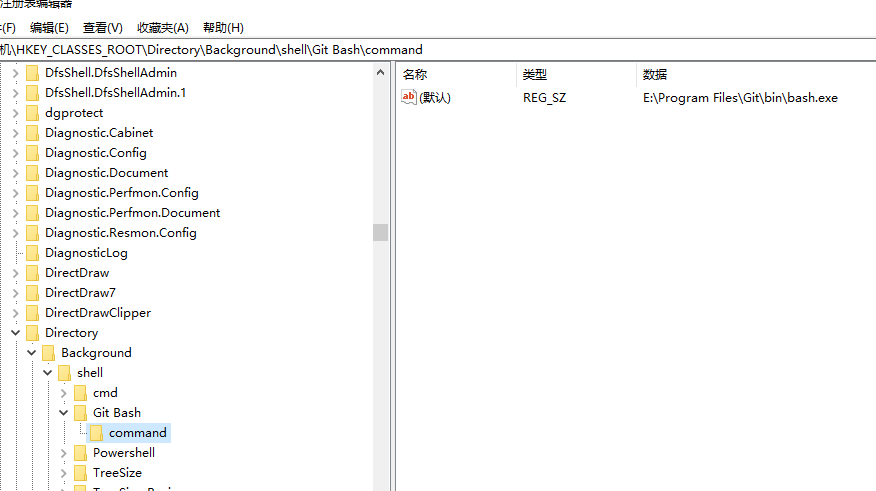 注册表编辑器
(F) 编辑(E) 查看(V) 收藏夹(A) 帮助(H)
机\HKEY_CLASSES_ROOT\Directory\Background\shell\Git Bash\command
DfsShell.DfsShellAdmin
DfsShell.DfsShellAdmin.1
dgprotect
Diagnostic.Cabinet
Diagnostic.Config
Diagnostic.Document
Diagnostic.Perfmon.Config
Diagnostic.Perfmon.Document
Diagnostic.Resmon.Config
DiagnosticLog
DirectDraw
DirectDraw7
DirectDrawClipper
Directory
Background
shell
cmd
Git Bash
command
Powershell
TreeSize
名称 类型 数据
ab (默认) REG_SZ E:\Program Files\Git\bin\bash.exe